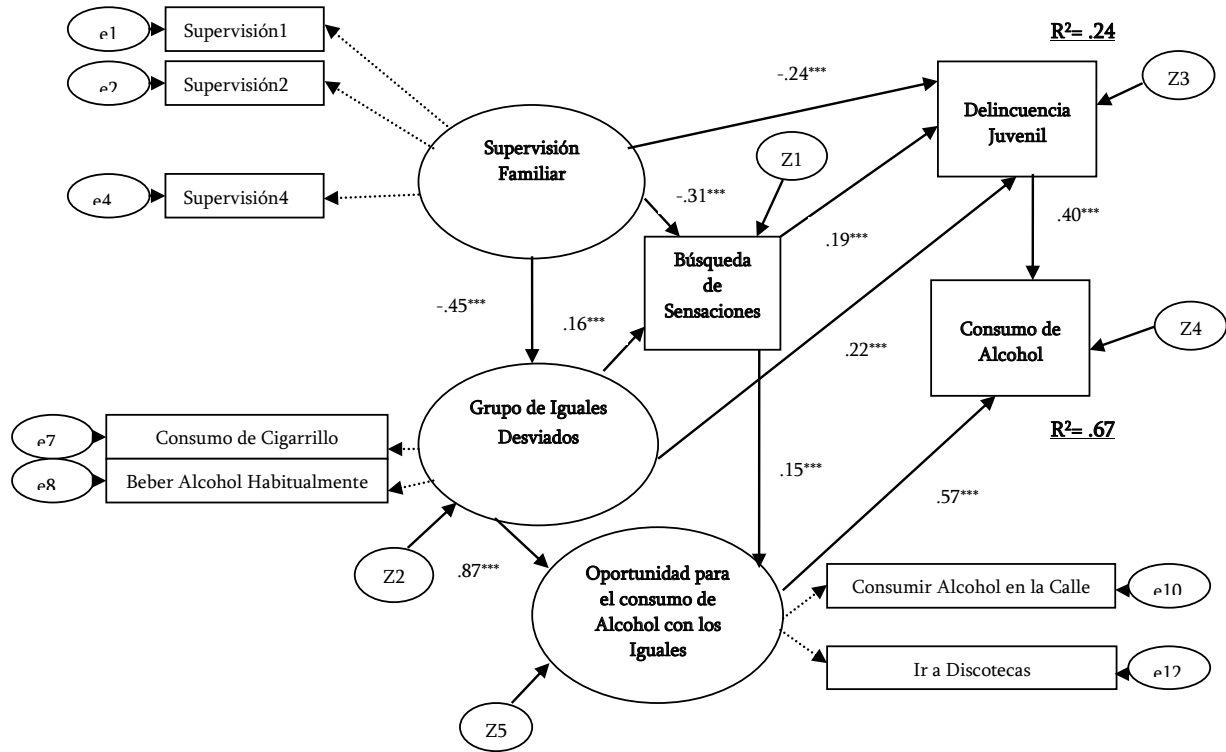 e1
Supervisión1
R²= .24
e2
Supervisión2
-.24***
Z3
Delincuencia
Juvenil
Supervisión
Familiar
Z1
e4
Supervisión4
-.31***
.40***
.19***
Búsqueda
de
Sensaciones
-.45***
.16***
Consumo de
Alcohol
Z4
.22***
Grupo de Iguales
Desviados
R²= .67
e7
Consumo de Cigarrillo
e8
Beber Alcohol Habitualmente
.15***
.57***
Z2
.87***
Oportunidad para
el consumo de
Alcohol con los
Iguales
Consumir Alcohol en la Calle
e10
Ir a Discotecas
e12
Z5